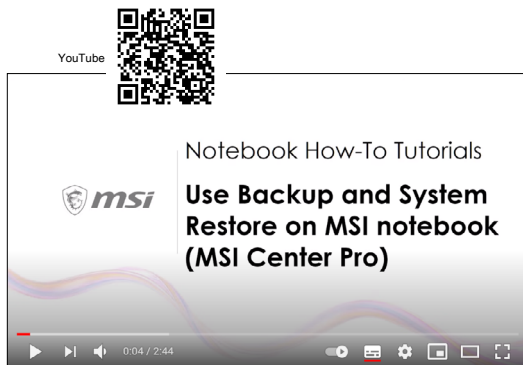 YouTube
Notebook How-To Tutorials
msi
Use Backup and System
Restore on MSI notebook
(MSI Center Pro)
0:04 / 2:44